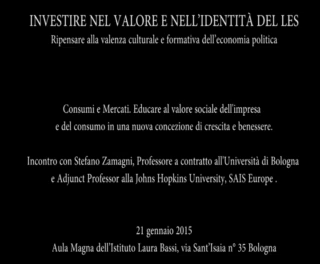 INVESTIRE NEL VALORE E NELL'IDENTITÀ DEL LES
Ripensare alla valenza culturale e formativa dell'economia politica
Consumi e Mercati. Educare al valore sociale dell'impresa
e del consumo in una nuova concezione di crescita e benessere.
Incontro con Stefano Zamagni, Professore a contratto all'Università di Bologna
e Adjunct Professor alla Johns Hopkins University, SAIS Europe .
21 gennaio 2015
Aula Magna dell'Istituto Laura Bassi, via Sant'Isaia n° 35 Bologna